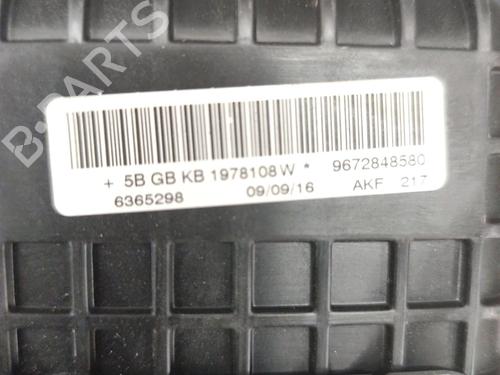 B-PARTS
+ 5B GB KB 1978108W * 9672848580
6365298 09/09/16 AKF 217